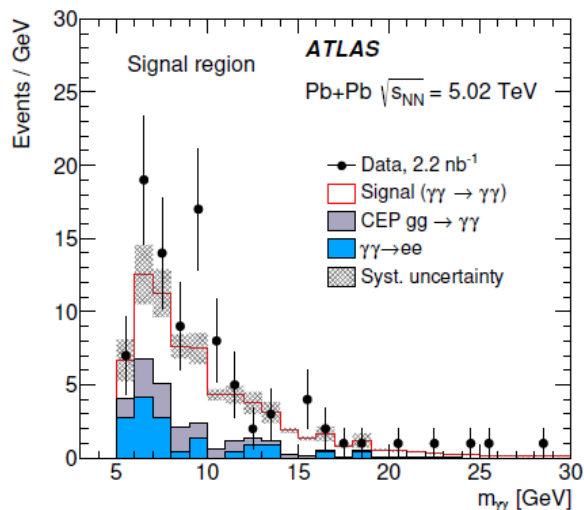 Events / GeV
30
25
20
15
10
5
0
Signal region
ATLAS
Pb+Pb √sNN = 5.02 TeV
Data, 2.2 nb⁻¹
Signal (γγ → γγ)
CEP gg → γγ
γγ→ee
Syst. uncertainty
5 10 15 20 25 30
mγγ [GeV]